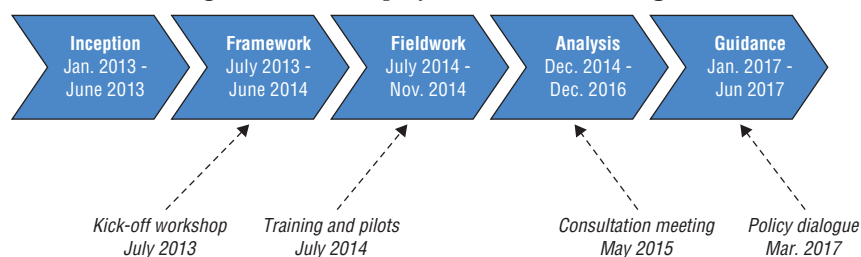 Inception
Jan. 2013 -
June 2013
Framework
July 2013 -
June 2014
Fieldwork
July 2014 -
Nov. 2014
Analysis
Dec. 2014 -
Dec. 2016
Guidance
Jan. 2017 -
Jun 2017
Kick-off workshop
July 2013
Training and pilots
July 2014
Consultation meeting
May 2015
Policy dialogue
Mar. 2017